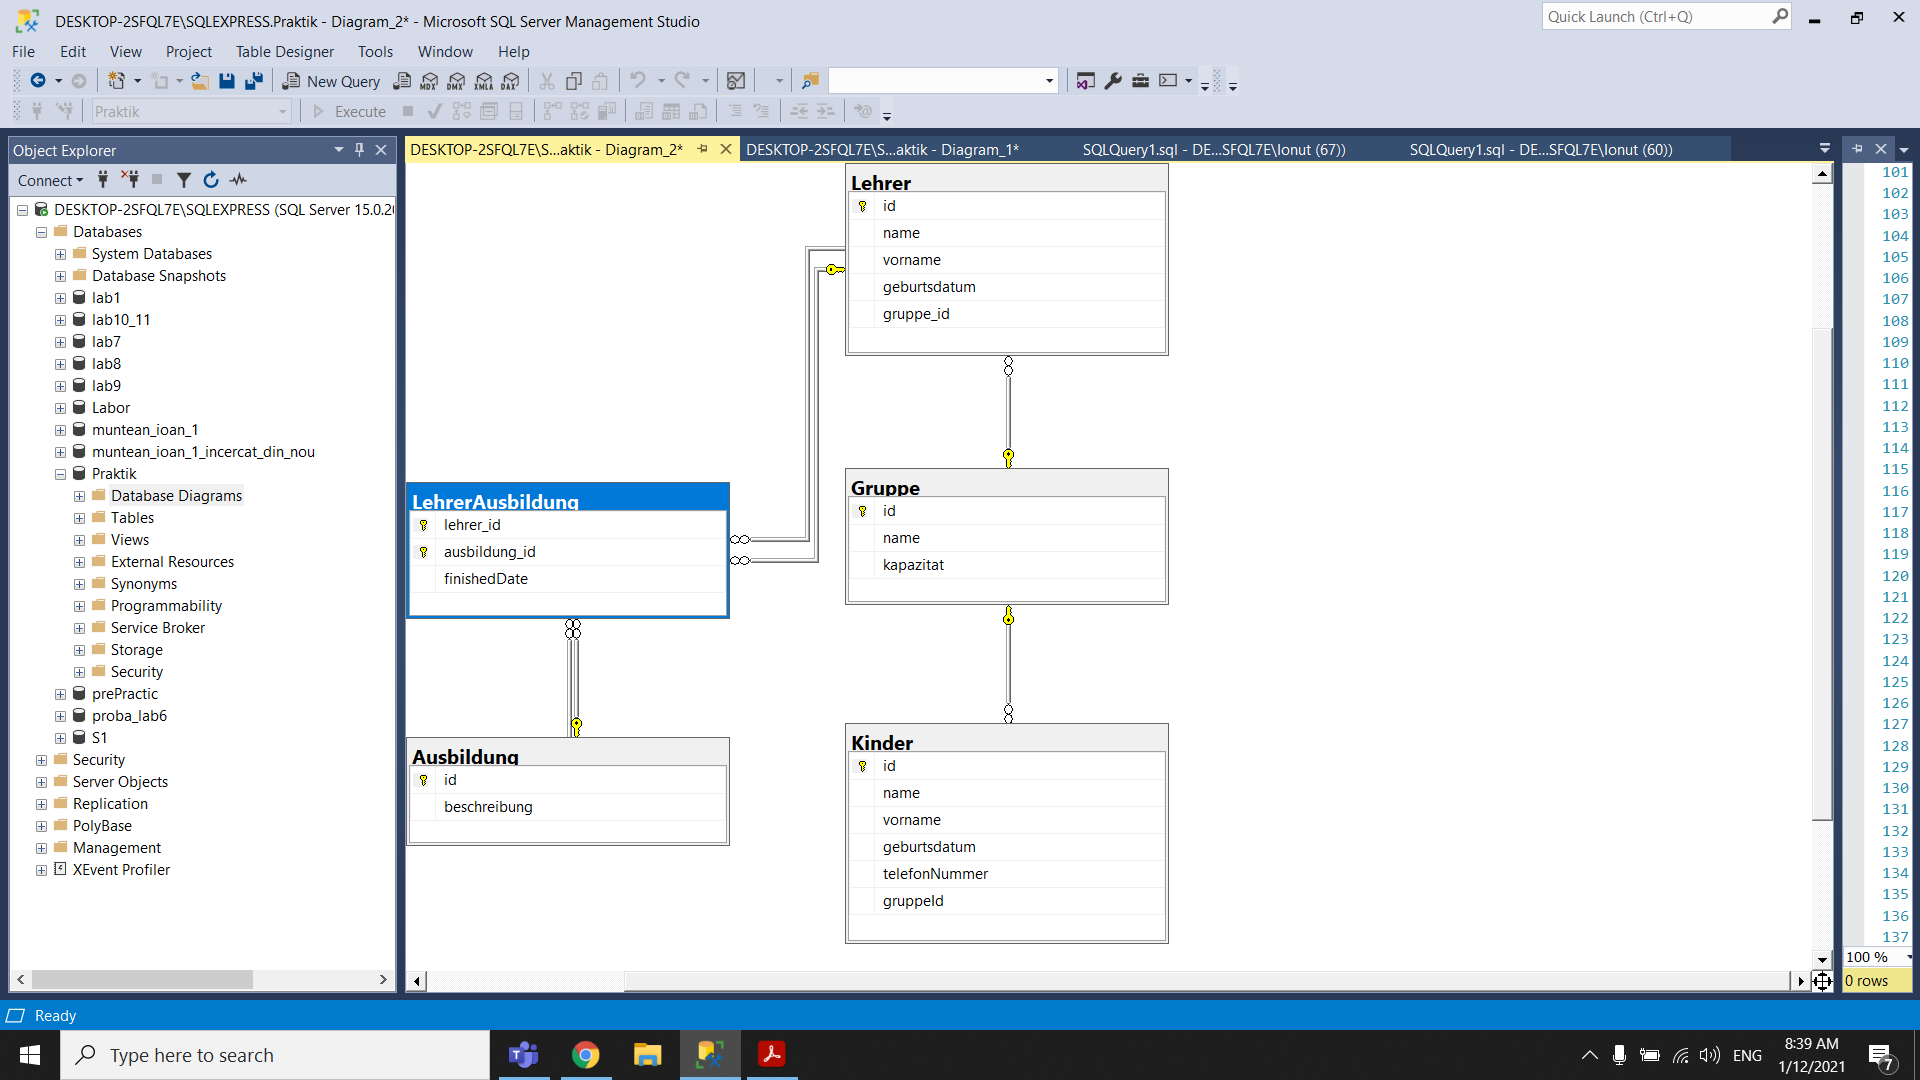 DESKTOP-2SFQL7E\SQLEXPRESS.Praktik - Diagram_2* - Microsoft SQL Server Management Studio
Quick Launch (Ctrl+Q)
File Edit View Project Table Designer Tools Window Help
New Query MDX DMX XMLA DAX
Praktik Execute
Object Explorer
DESKTOP-2SFQL7E\S...aktik - Diagram_2* DESKTOP-2SFQL7E\S...aktik - Diagram_1* SQLQuery1.sql - DE...SFQL7E\Ionut (67)) SQLQuery1.sql - DE...SFQL7E\Ionut (60))
Connect
DESKTOP-2SFQL7E\SQLEXPRESS (SQL Server 15.0.20
Databases
System Databases
Database Snapshots
lab1
lab10_11
lab7
lab8
lab9
Labor
muntean_ioan_1
muntean_ioan_1_incercat_din_nou
Praktik
Database Diagrams
Tables
Views
External Resources
Synonyms
Programmability
Service Broker
Storage
Security
prePractic
proba_lab6
S1
Security
Server Objects
Replication
PolyBase
Management
XEvent Profiler
Lehrer
id
name
vorname
geburtsdatum
gruppe_id
LehrerAusbildung
lehrer_id
ausbildung_id
finishedDate
Gruppe
id
name
kapazitat
Ausbildung
id
beschreibung
Kinder
id
name
vorname
geburtsdatum
telefonNummer
gruppeId
101
102
103
104
105
106
107
108
109
110
111
112
113
114
115
116
117
118
119
120
121
122
123
124
125
126
127
128
129
130
131
132
133
134
135
136
137
100 %
0 rows
Ready
Type here to search
ENG
8:39 AM
1/12/2021
7